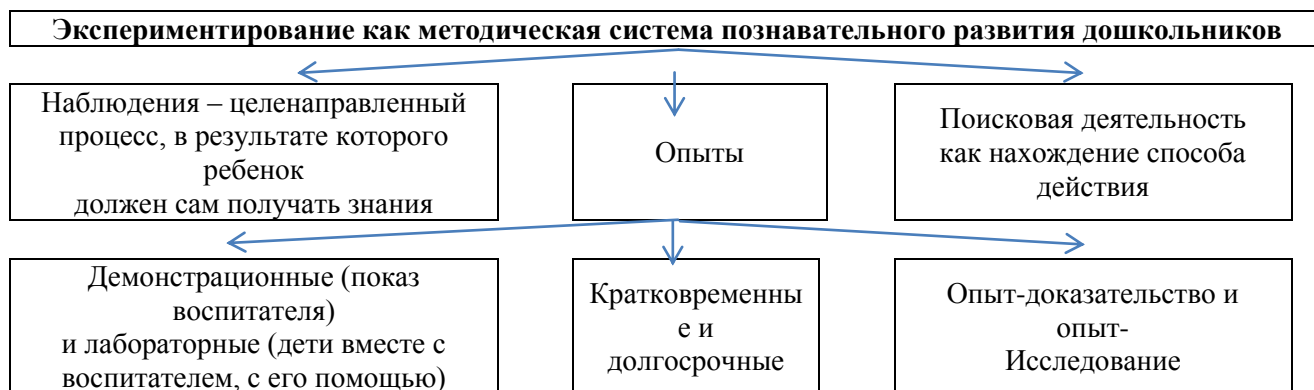 Экспериментирование как методическая система познавательного развития дошкольников
Наблюдения – целенаправленный
процесс, в результате которого
ребенок
должен сам получать знания
Опыты
Поисковая деятельность
как нахождение способа
действия
Демонстрационные (показ
воспитателя)
и лабораторные (дети вместе с
воспитателем, с его помощью)
Кратковременны
е и
долгосрочные
Опыт-доказательство и
опыт-
Исследование